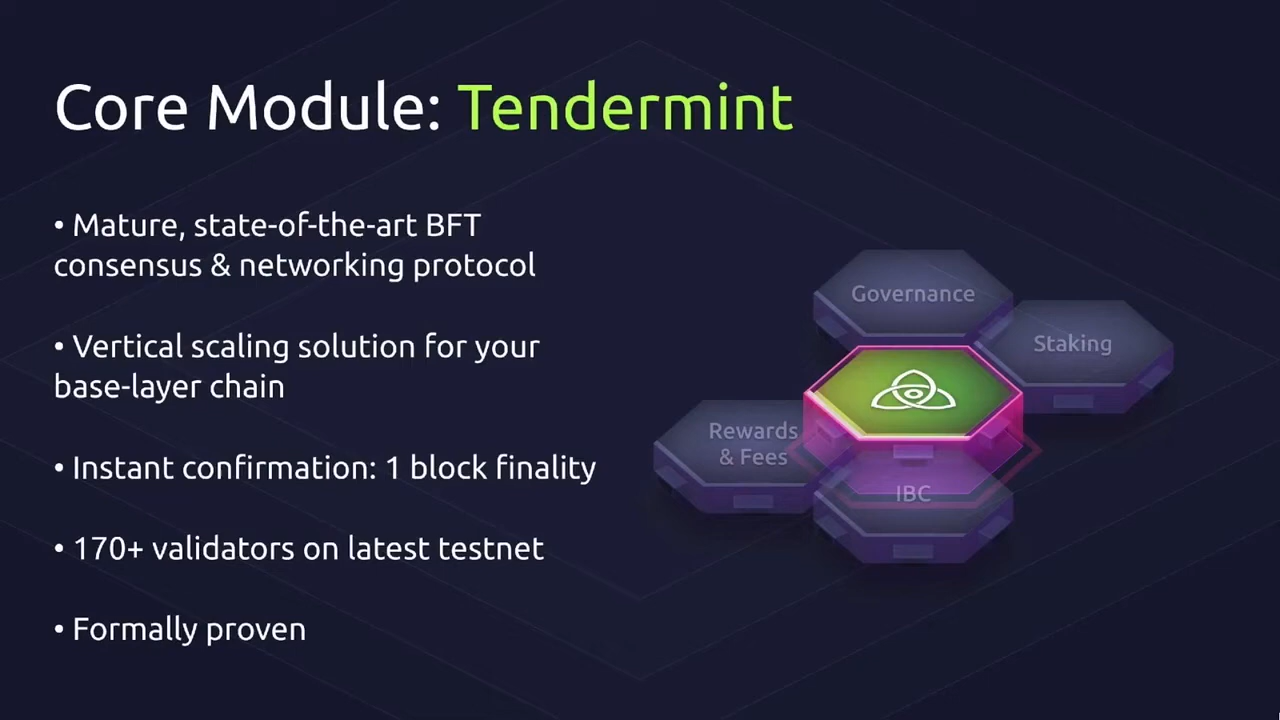 Core Module: Tendermint
• Mature, state-of-the-art BFT
consensus & networking protocol
• Vertical scaling solution for your
base-layer chain
• Instant confirmation: 1 block finality
• 170+ validators on latest testnet
• Formally proven
Governance
Staking
Rewards
& Fees
IBC